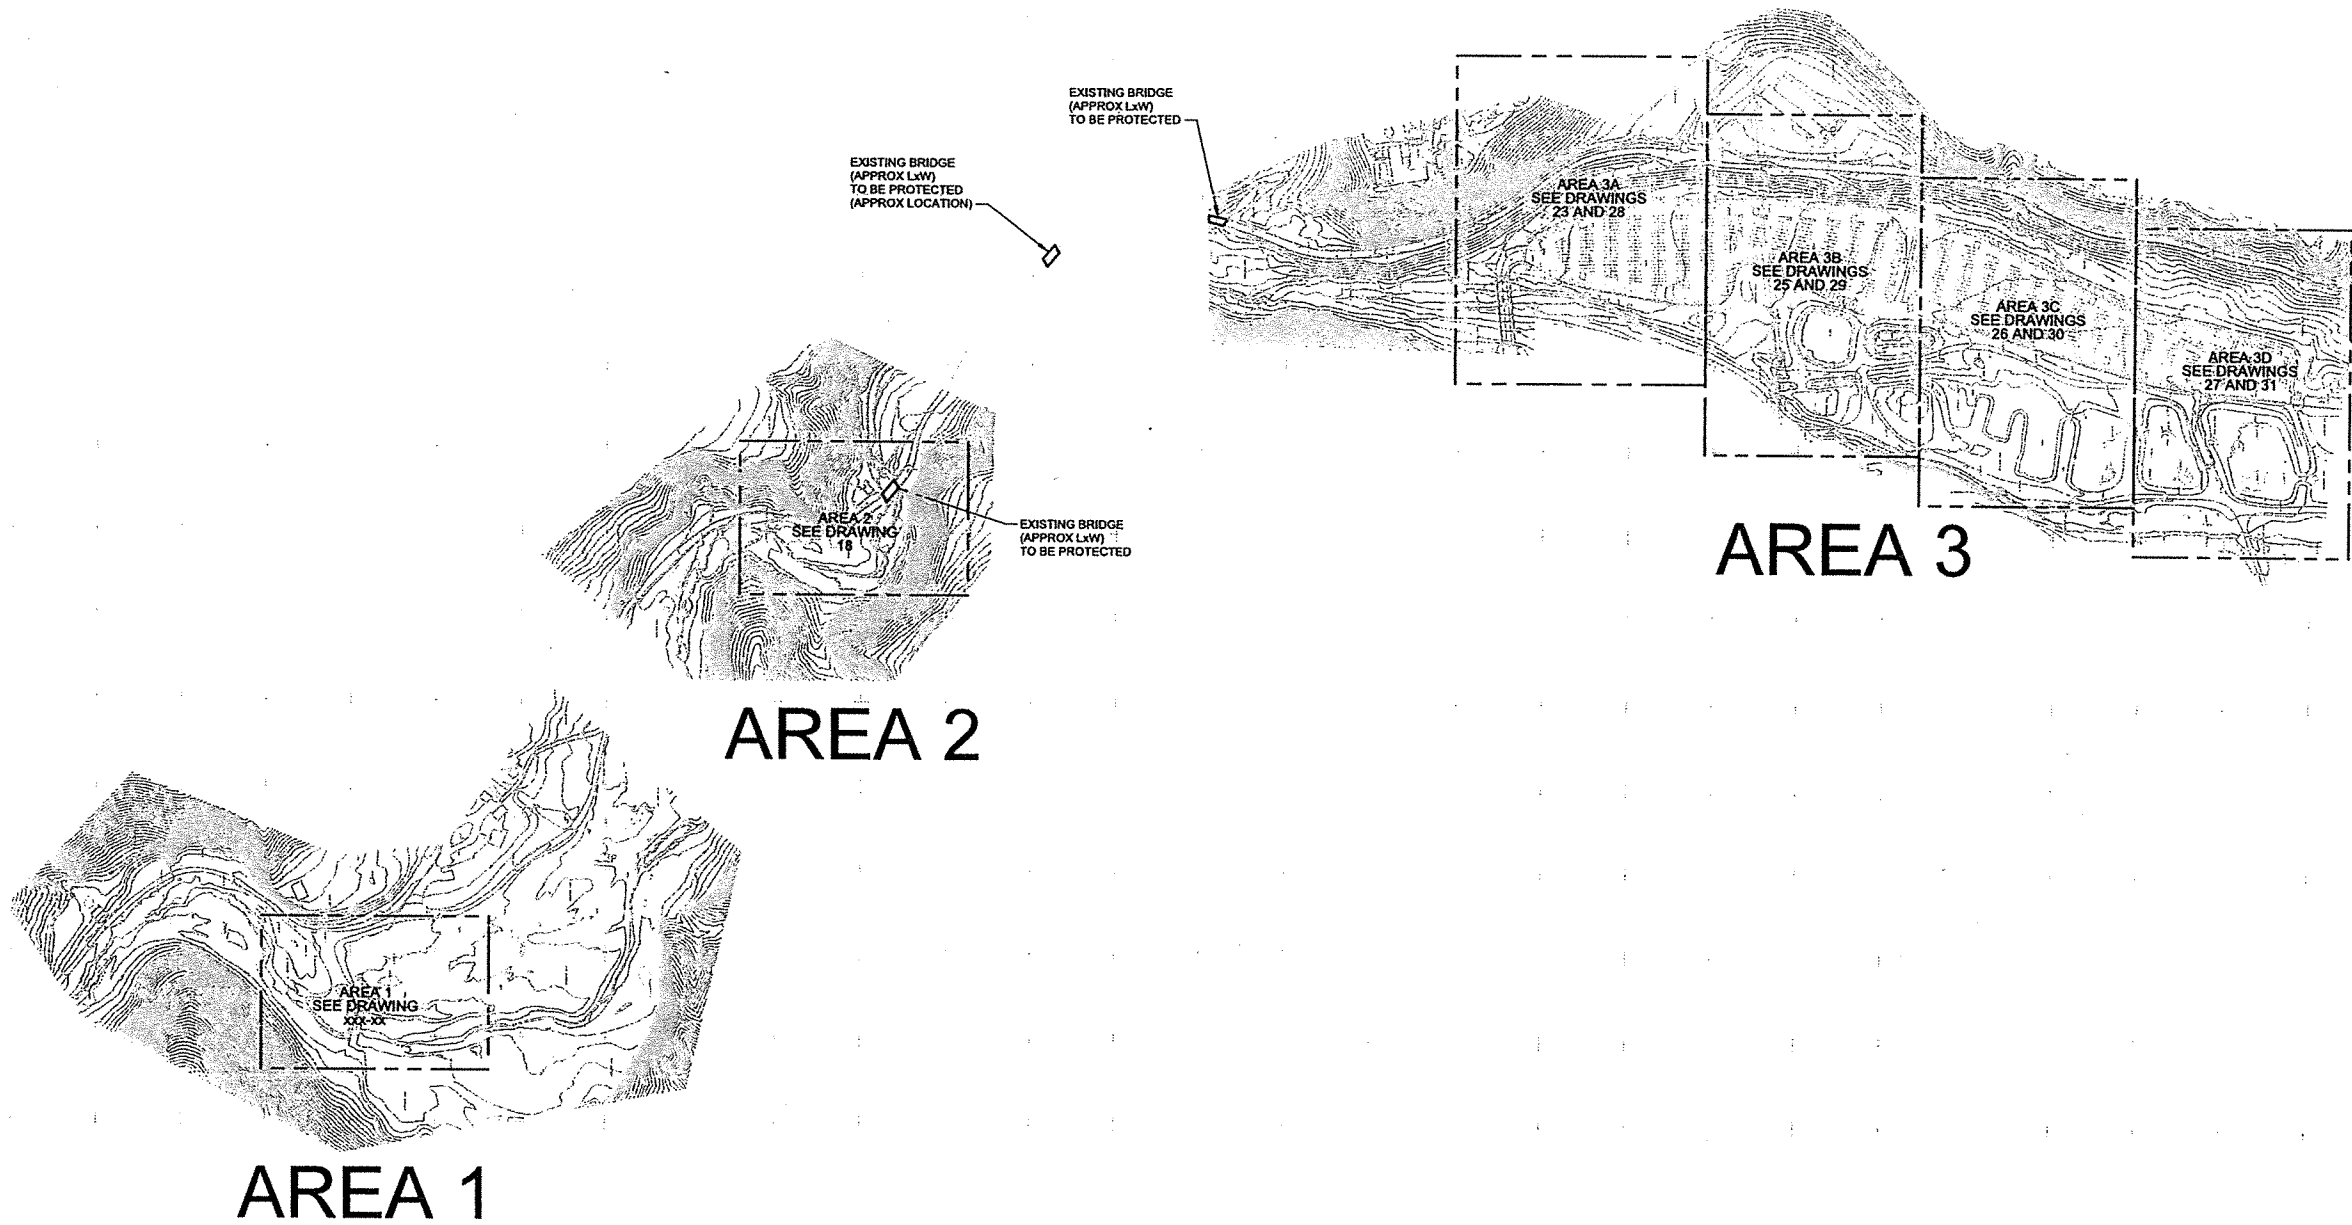 EXISTING BRIDGE
(APPROX LxW)
TO BE PROTECTED
EXISTING BRIDGE
(APPROX LxW)
TO BE PROTECTED
(APPROX LOCATION)
AREA 3A
SEE DRAWINGS
23 AND 28
AREA 3B
SEE DRAWINGS
25 AND 29
AREA 3C
SEE DRAWINGS
26 AND 30
AREA 3D
SEE DRAWINGS
27 AND 31
AREA 3
AREA 2
SEE DRAWING
18
EXISTING BRIDGE
(APPROX LxW)
TO BE PROTECTED
AREA 2
AREA 1
SEE DRAWING
xxx-xx
AREA 1